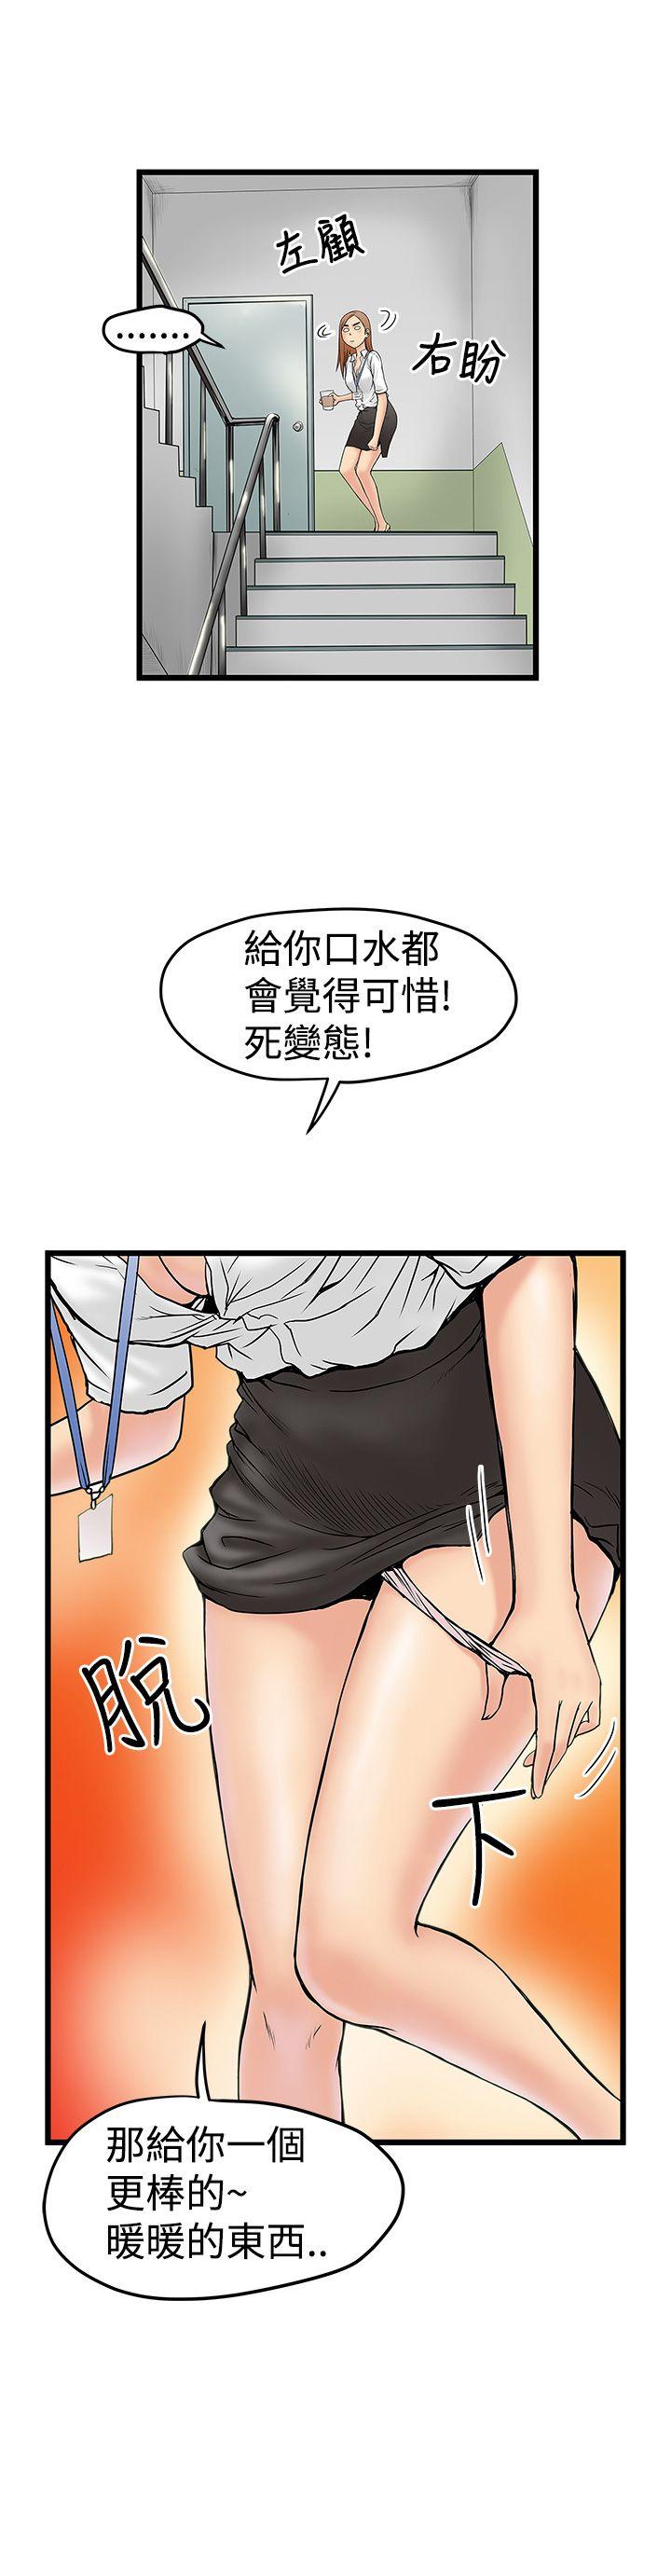 左顧
.......
右盼
給你口水都
會覺得可惜!
死變態!
脫
下
那給你一個
更棒的~
暖暖的東西..